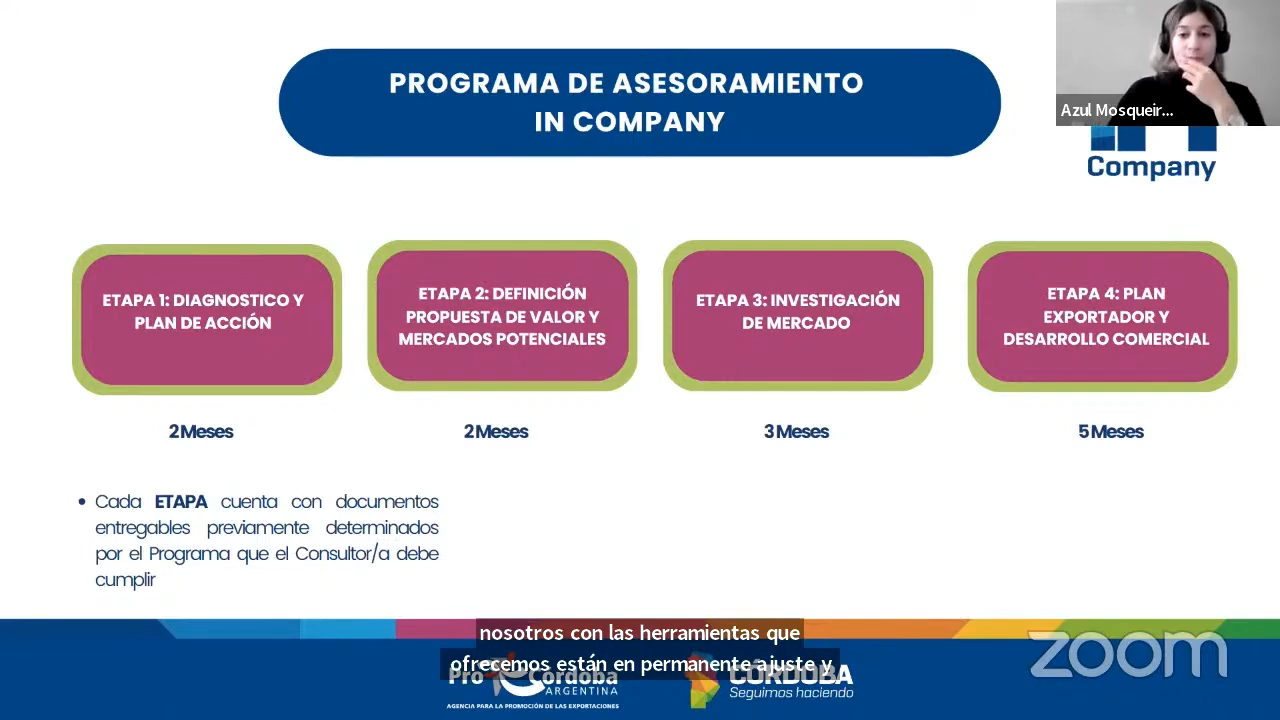 PROGRAMA DE ASESORAMIENTO
IN COMPANY
Azul Mosqueir...
Company
ETAPA 1: DIAGNOSTICO Y
PLAN DE ACCIÓN
ETAPA 2: DEFINICIÓN
PROPUESTA DE VALOR Y
MERCADOS POTENCIALES
ETAPA 3: INVESTIGACIÓN
DE MERCADO
ETAPA 4: PLAN
EXPORTADOR Y
DESARROLLO COMERCIAL
2 Meses
2 Meses
3 Meses
5 Meses
• Cada ETAPA cuenta con documentos
entregables previamente determinados
por el Programa que el Consultor/a debe
cumplir
nosotros con las herramientas que
ofrecemos están en permanente ajuste y
Pro Córdoba
ARGENTINA
AGENCIA PARA LA PROMOCIÓN DE LAS EXPORTACIONES
CÓRDOBA
Seguimos haciendo
zoom